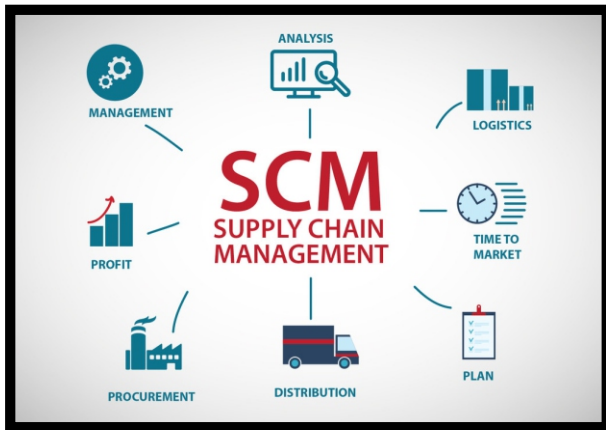 ANALYSIS
MANAGEMENT
LOGISTICS
SCM
SUPPLY CHAIN
MANAGEMENT
PROFIT
TIME TO
MARKET
PROCUREMENT
DISTRIBUTION
PLAN